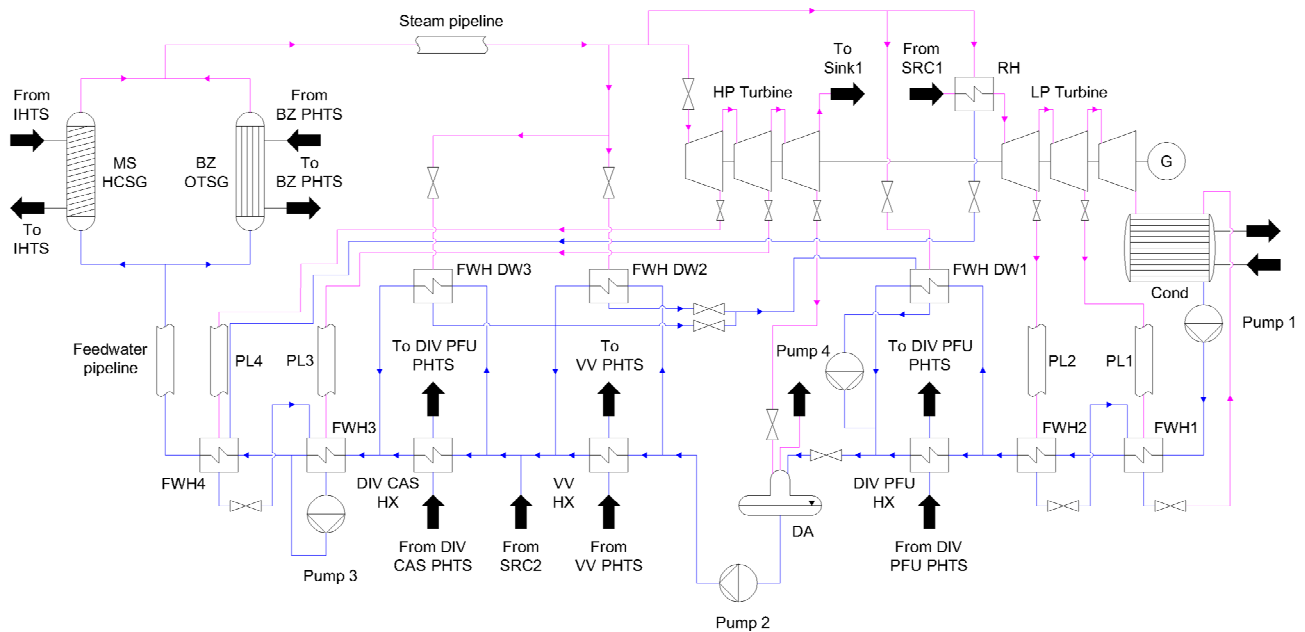 Steam pipeline
To
Sink1
From
SRC1
RH
HP Turbine
LP Turbine
From
IHTS
From
BZ PHTS
MS
HCSG
BZ
OTSG
To
BZ PHTS
To
IHTS
G
Cond
Pump 1
FWH DW3
FWH DW2
FWH DW1
Feedwater
pipeline
PL4
PL3
To DIV PFU
PHTS
To
VV PHTS
Pump 4
To DIV PFU
PHTS
PL2
PL1
FWH3
FWH2
FWH1
FWH4
DIV CAS
HX
VV
HX
DIV PFU
HX
DA
From DIV
CAS PHTS
From
SRC2
From
VV PHTS
From DIV
PFU PHTS
Pump 3
Pump 2